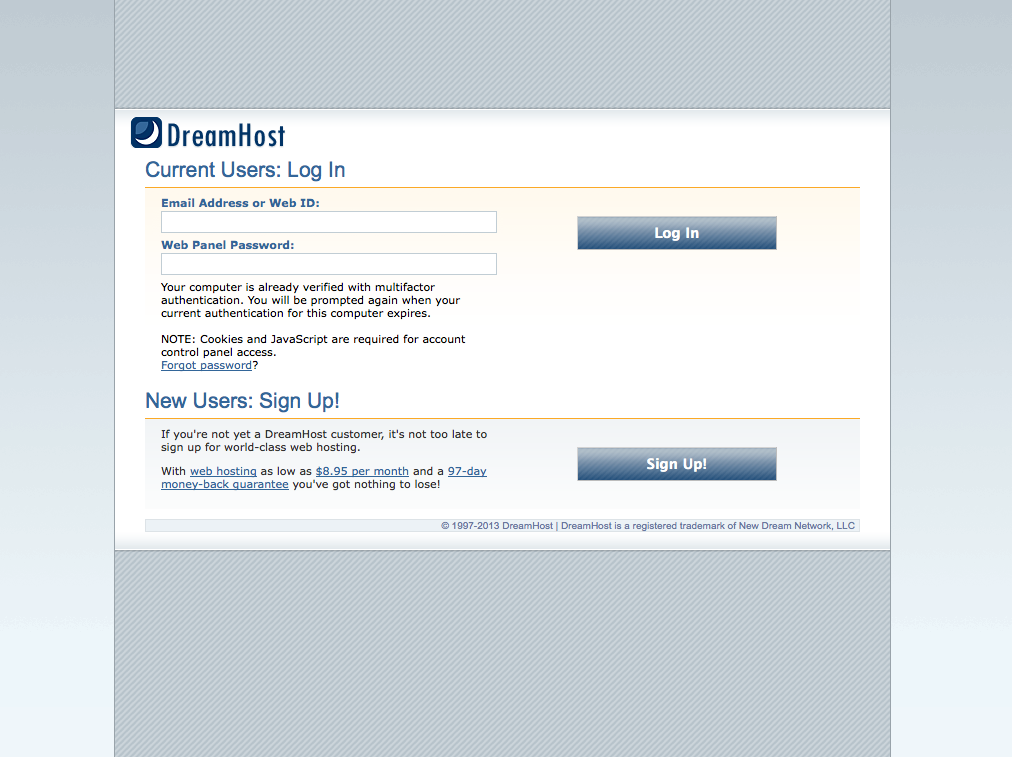 DreamHost
Current Users: Log In
Email Address or Web ID:
Log In
Web Panel Password:
Your computer is already verified with multifactor
authentication. You will be prompted again when your
current authentication for this computer expires.
NOTE: Cookies and JavaScript are required for account
control panel access.
Forgot password?
New Users: Sign Up!
If you're not yet a DreamHost customer, it's not too late to
sign up for world-class web hosting.
Sign Up!
With web hosting as low as $8.95 per month and a 97-day
money-back guarantee you've got nothing to lose!
© 1997-2013 DreamHost | DreamHost is a registered trademark of New Dream Network, LLC